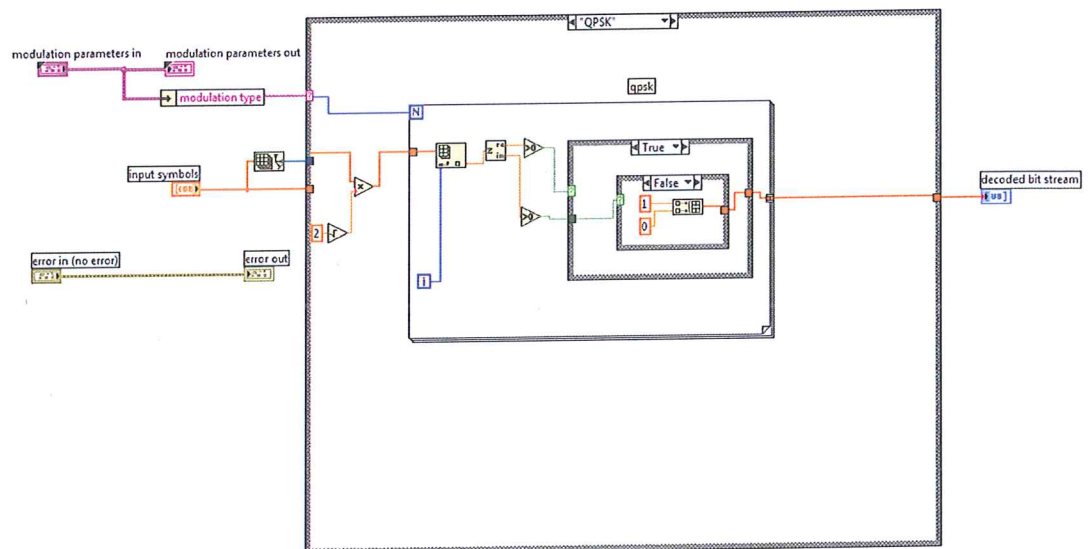 "QPSK"
modulation parameters in
modulation parameters out
modulation type
qpsk
N
True
input symbols
False
decoded bit stream
1
2
0
error in (no error)
error out
i